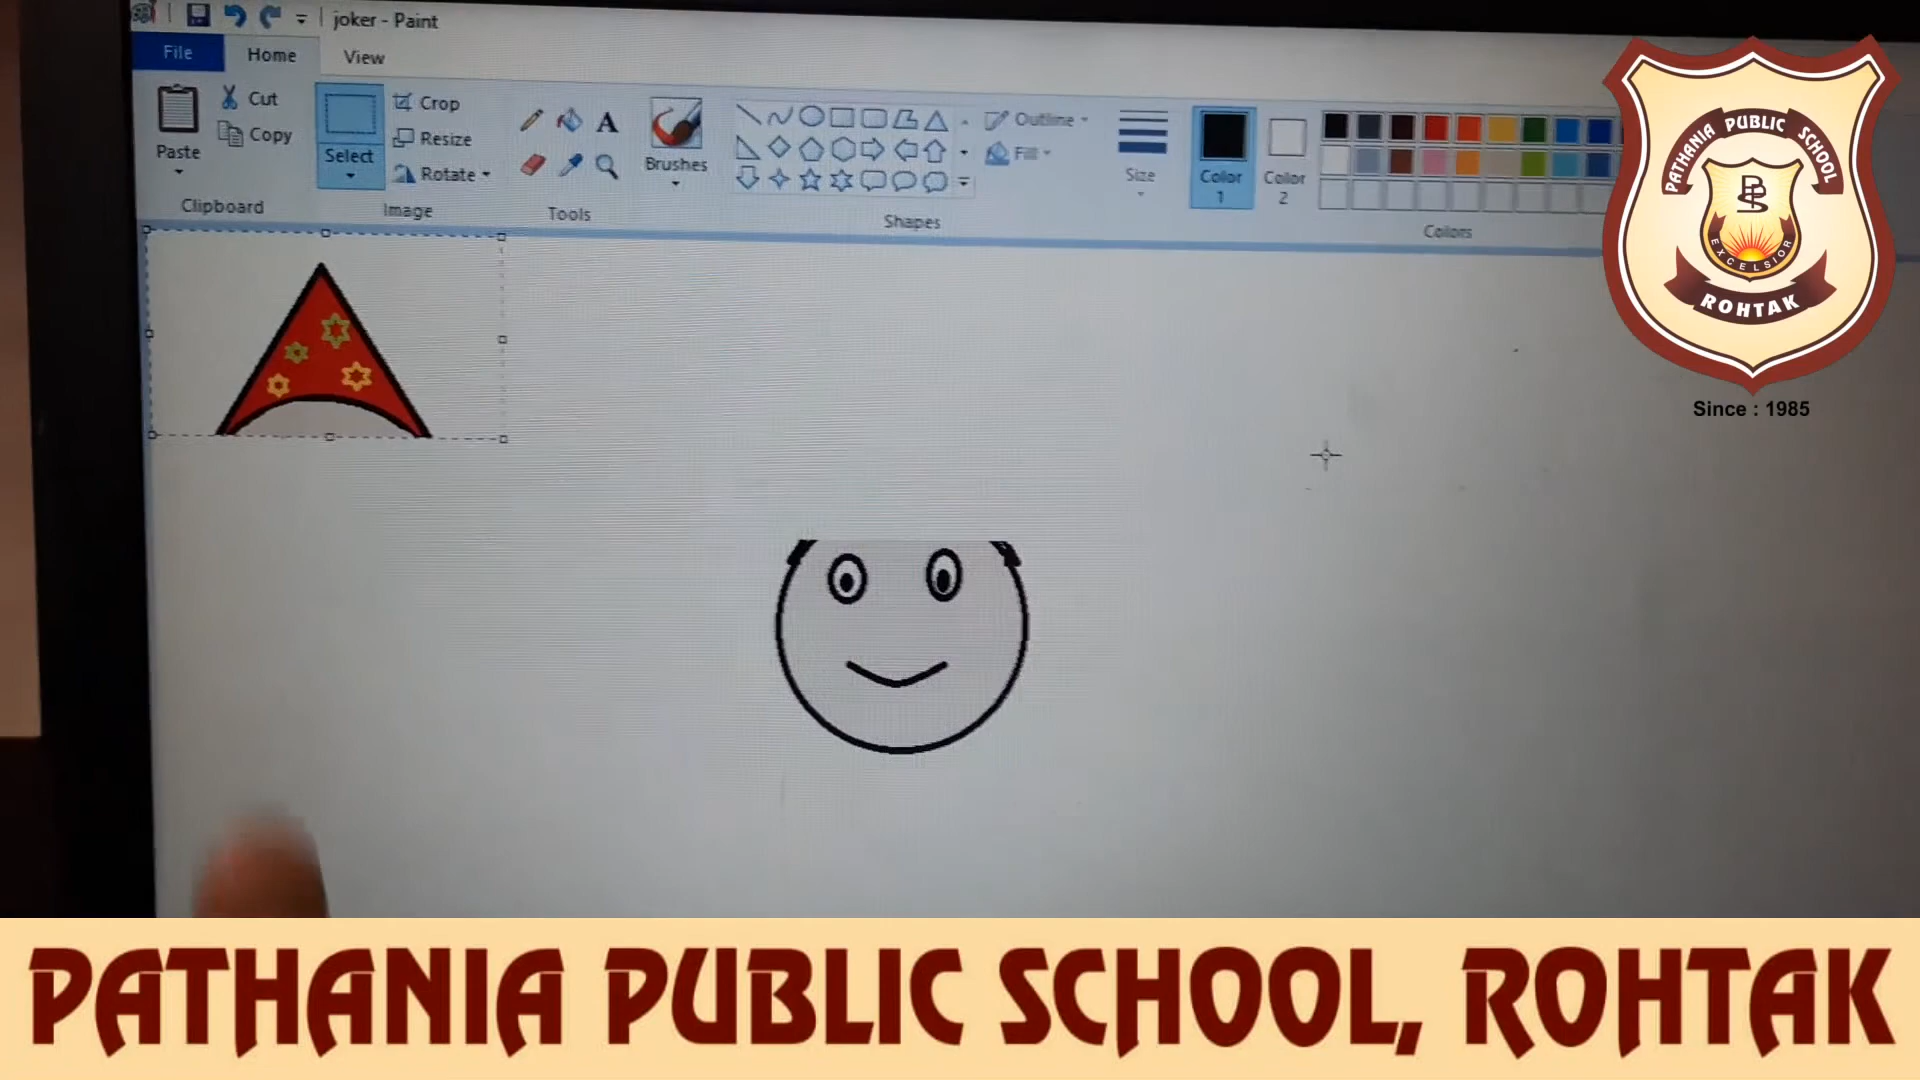 joker - Paint
File Home View
Paste
Cut
Copy
Clipboard
Select
Crop
Resize
Rotate
Image
A
Tools
Brushes
Outline
Fill
Shapes
Size
Color 1
Color 2
Colors
PATHANIA PUBLIC SCHOOL
PPS
EXCELSIOR
ROHTAK
Since : 1985
PATHANIA PUBLIC SCHOOL, ROHTAK